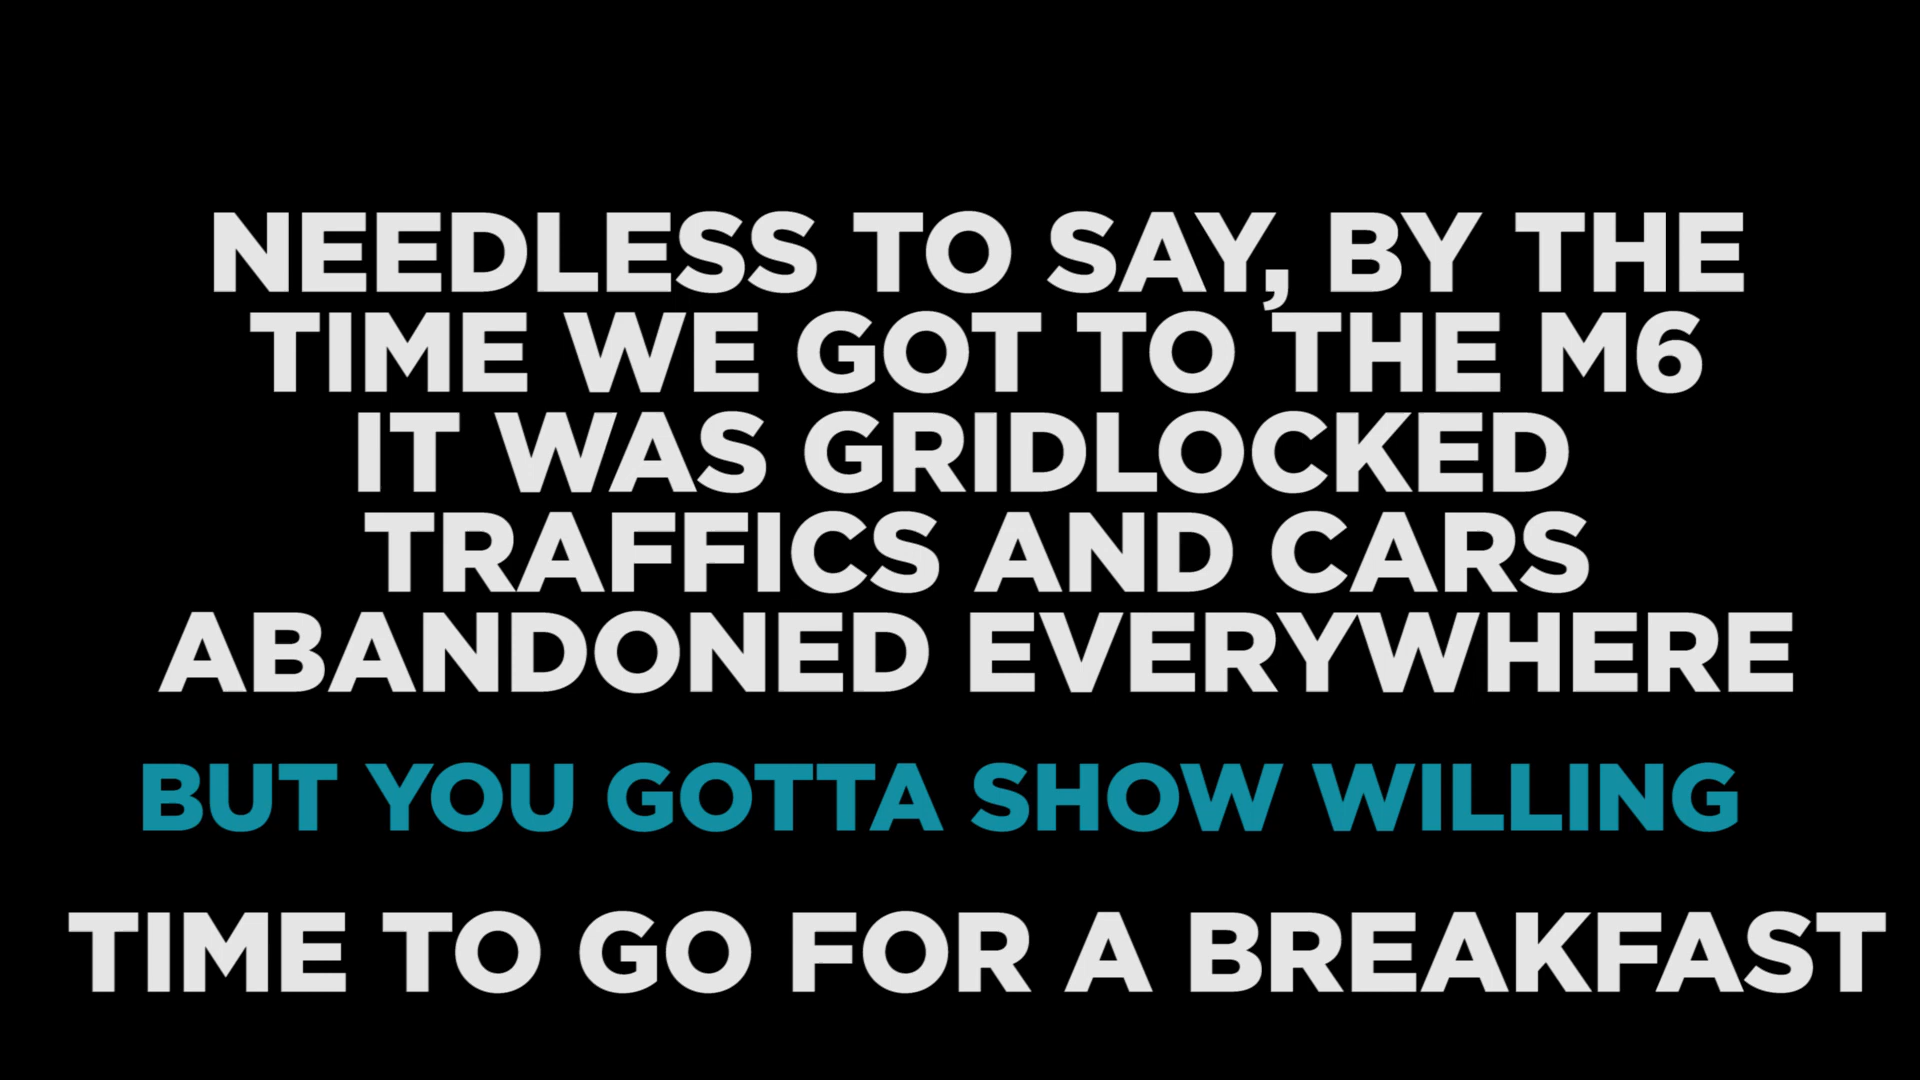 NEEDLESS TO SAY, BY THE
TIME WE GOT TO THE M6
IT WAS GRIDLOCKED
TRAFFICS AND CARS
ABANDONED EVERYWHERE
BUT YOU GOTTA SHOW WILLING
TIME TO GO FOR A BREAKFAST